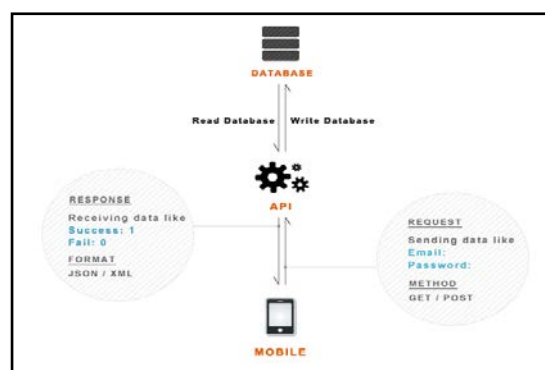 DATABASE
Read Database Write Database
API
RESPONSE
Receiving data like
Success: 1
Fail: 0
FORMAT
JSON / XML
REQUEST
Sending data like
Email:
Password:
METHOD
GET / POST
MOBILE